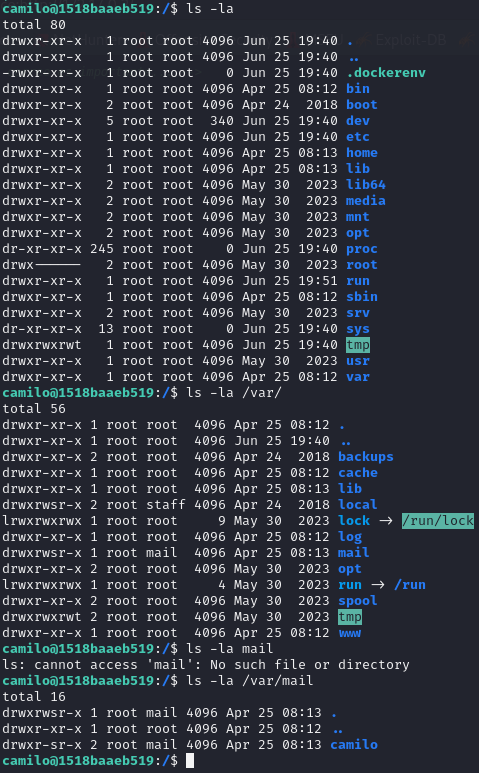 camilo@1518baaeb519:/$ ls -la
total 80
drwxr-xr-x   1 root root 4096 Jun 25 19:40 .
drwxr-xr-x   1 root root 4096 Jun 25 19:40 ..
-rwxr-xr-x   1 root root    0 Jun 25 19:40 .dockerenv
drwxr-xr-x   1 root root 4096 Apr 25 08:12 bin
drwxr-xr-x   2 root root 4096 Apr 24  2018 boot
drwxr-xr-x   5 root root  340 Jun 25 19:40 dev
drwxr-xr-x   1 root root 4096 Jun 25 19:40 etc
drwxr-xr-x   1 root root 4096 Apr 25 08:13 home
drwxr-xr-x   1 root root 4096 Apr 25 08:13 lib
drwxr-xr-x   2 root root 4096 May 30  2023 lib64
drwxr-xr-x   2 root root 4096 May 30  2023 media
drwxr-xr-x   2 root root 4096 May 30  2023 mnt
drwxr-xr-x   2 root root 4096 May 30  2023 opt
dr-xr-xr-x 245 root root    0 Jun 25 19:40 proc
drwx------   2 root root 4096 May 30  2023 root
drwxr-xr-x   1 root root 4096 Jun 25 19:51 run
drwxr-xr-x   1 root root 4096 Apr 25 08:12 sbin
drwxr-xr-x   2 root root 4096 May 30  2023 srv
dr-xr-xr-x  13 root root    0 Jun 25 19:40 sys
drwxrwxrwt   1 root root 4096 Jun 25 19:40 tmp
drwxr-xr-x   1 root root 4096 May 30  2023 usr
drwxr-xr-x   1 root root 4096 Apr 25 08:12 var
camilo@1518baaeb519:/$ ls -la /var/
total 56
drwxr-xr-x 1 root root  4096 Apr 25 08:12 .
drwxr-xr-x 1 root root  4096 Jun 25 19:40 ..
drwxr-xr-x 2 root root  4096 Apr 24  2018 backups
drwxr-xr-x 1 root root  4096 Apr 25 08:12 cache
drwxr-xr-x 1 root root  4096 Apr 25 08:13 lib
drwxrwsr-x 2 root staff 4096 Apr 24  2018 local
lrwxrwxrwx 1 root root     9 May 30  2023 lock -> /run/lock
drwxr-xr-x 1 root root  4096 Apr 25 08:12 log
drwxrwsr-x 1 root mail  4096 Apr 25 08:13 mail
drwxr-xr-x 2 root root  4096 May 30  2023 opt
lrwxrwxrwx 1 root root     4 May 30  2023 run -> /run
drwxr-xr-x 2 root root  4096 May 30  2023 spool
drwxrwxrwt 2 root root  4096 May 30  2023 tmp
drwxr-xr-x 1 root root  4096 Apr 25 08:12 www
camilo@1518baaeb519:/$ ls -la mail
ls: cannot access 'mail': No such file or directory
camilo@1518baaeb519:/$ ls -la /var/mail
total 16
drwxrwsr-x 1 root mail 4096 Apr 25 08:13 .
drwxr-xr-x 1 root root 4096 Apr 25 08:12 ..
drwxr-sr-x 2 root mail 4096 Apr 25 08:13 camilo
camilo@1518baaeb519:/$